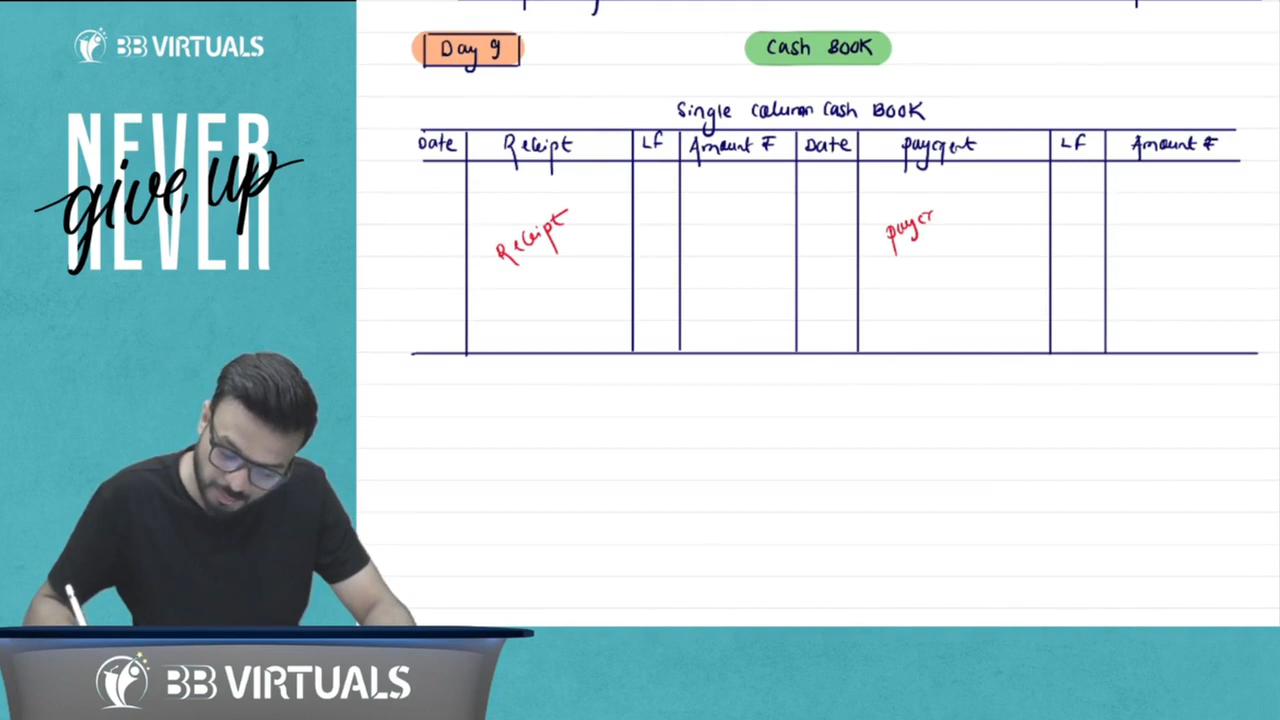 BB VIRTUALS
NEVER
give up
NEVER
Day 9
Cash BOOK
Single column Cash BOOK
Date Receipt LF Amount ₹ Date payment LF Amount ₹
Receipt
BB VIRTUALS